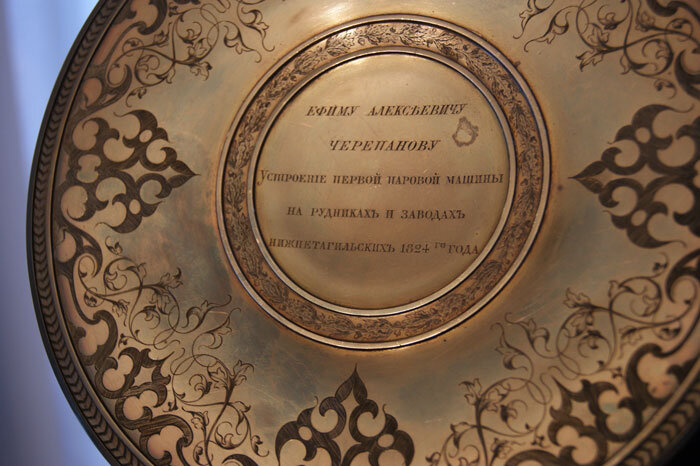 ЕФИМУ АЛЕКСѢЕВИЧУ
ЧЕРЕПАНОВУ
УСТРОЕНІЕ ПЕРВОЙ ПАРОВОЙ МАШИНЫ
НА РУДНИКАХЪ И ЗАВОДАХЪ
НИЖНЕТАГИЛЬСКИХЪ 1824 ГО ГОДА